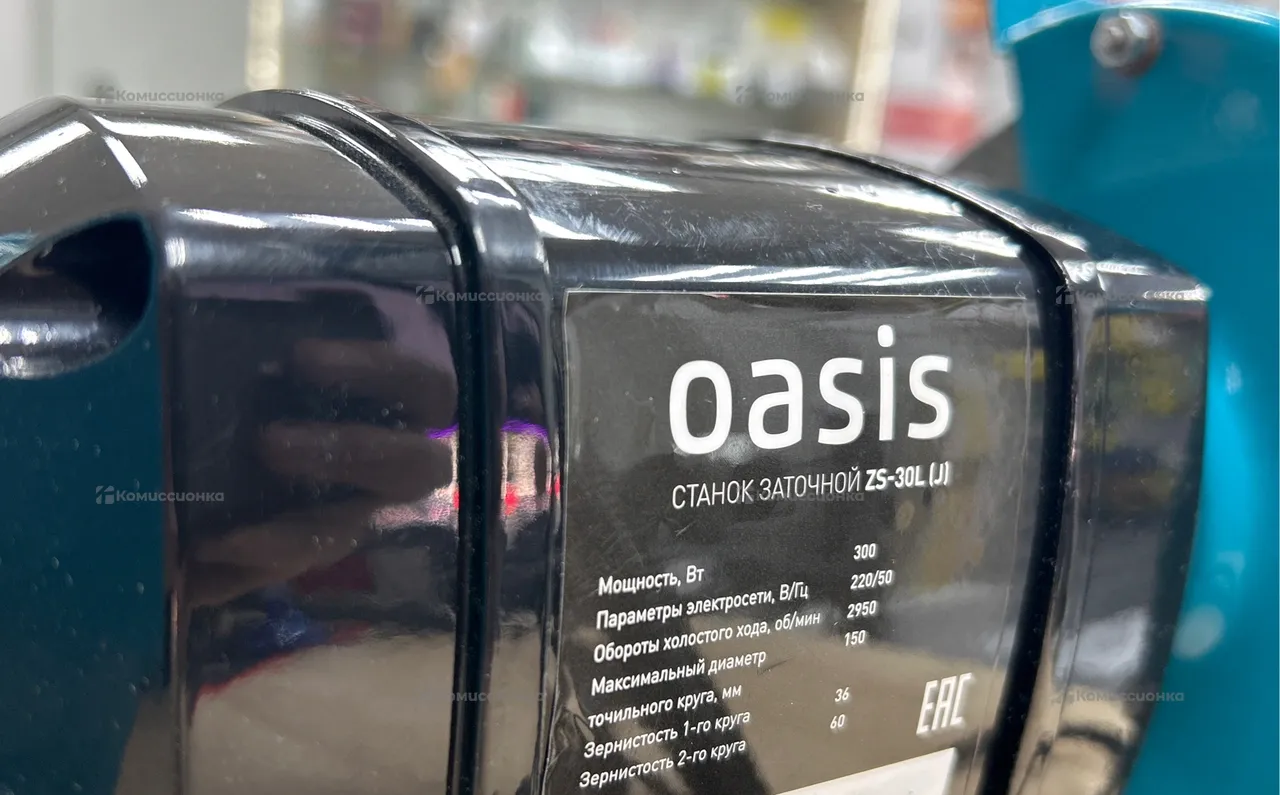 Комиссионка
Комиссионка
Комиссионка
Комиссионка
oasis
СТАНОК ЗАТОЧНОЙ ZS-30L (J)
Комиссионка
Комиссионка
Мощность, Вт 300
Параметры электросети, В/Гц 220/50
Обороты холостого хода, об/мин 2950
Максимальный диаметр
точильного круга, мм 150
Зернистость 1-го круга 36
Зернистость 2-го круга 60
EAC
Комиссионка